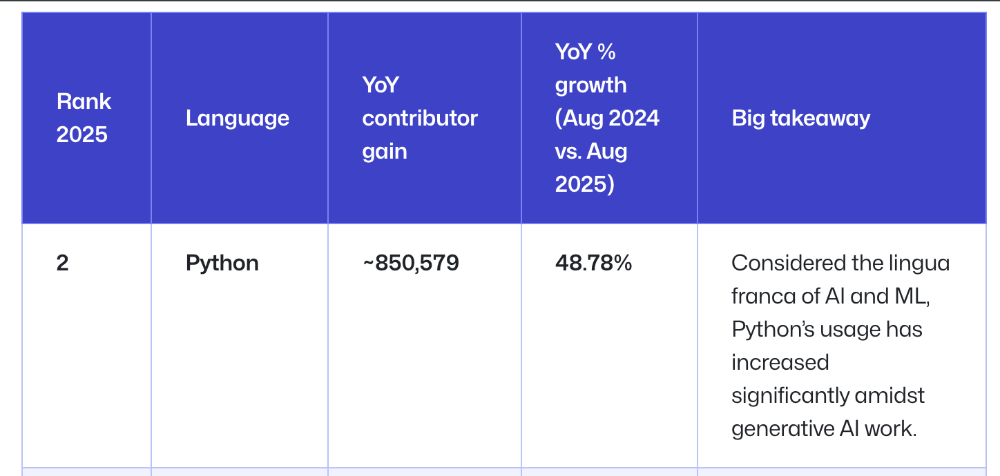 Rank
2025
Language
YoY
contributor
gain
YoY %
growth
(Aug 2024
vs. Aug
2025)
Big takeaway
2
Python
~850,579
48.78%
Considered the lingua
franca of AI and ML,
Python’s usage has
increased
significantly amidst
generative AI work.